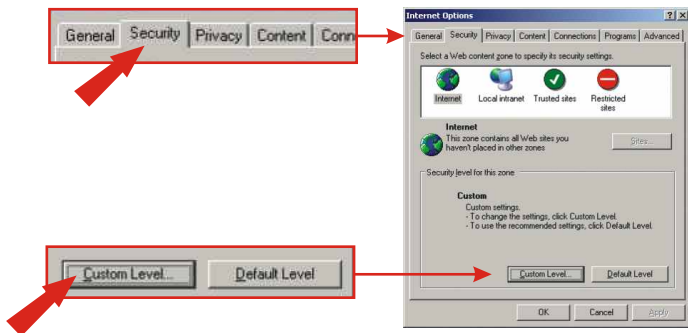 General Security Privacy Content Conn
Custom Level... Default Level
Internet Options
General Security Privacy Content Connections Programs Advanced
Select a Web content zone to specify its security settings.
Internet Local intranet Trusted sites Restricted
sites
Internet
This zone contains all Web sites you
haven't placed in other zones
Sites...
Security level for this zone
Custom
Custom settings.
- To change the settings, click Custom Level.
- To use the recommended settings, click Default Level.
Custom Level... Default Level
OK Cancel Apply